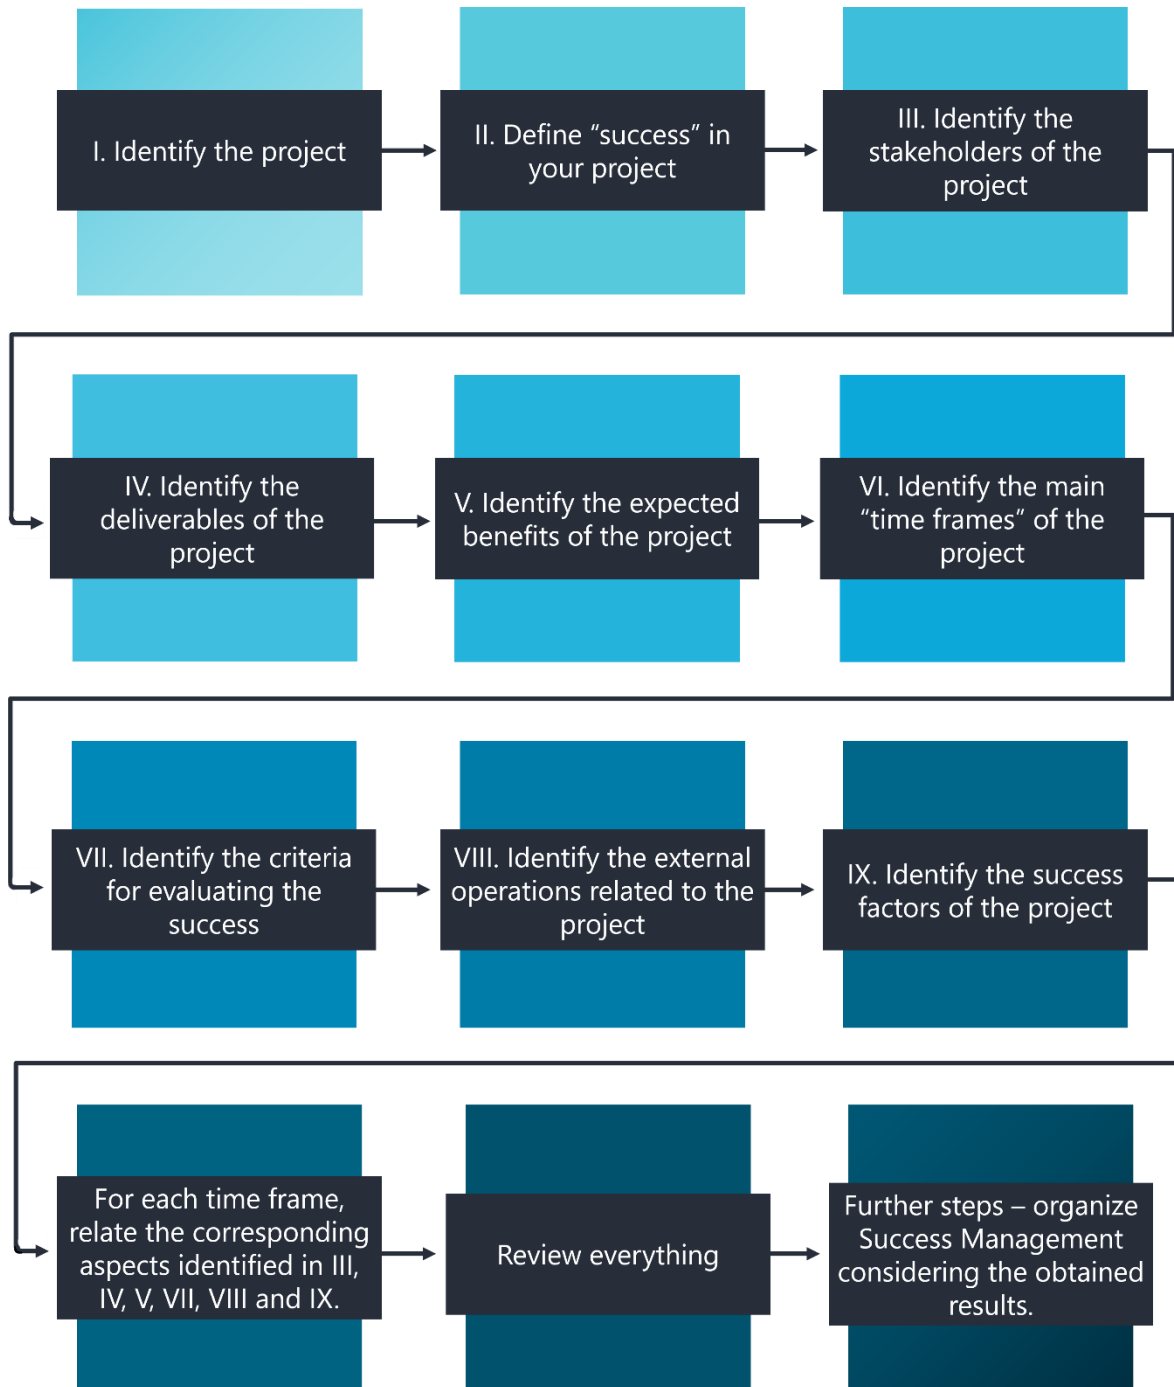 I. Identify the project
II. Define “success” in
your project
III. Identify the
stakeholders of the
project
IV. Identify the
deliverables of the
project
V. Identify the expected
benefits of the project
VI. Identify the main
“time frames” of the
project
VII. Identify the criteria
for evaluating the
success
VIII. Identify the external
operations related to the
project
IX. Identify the success
factors of the project
For each time frame,
relate the corresponding
aspects identified in III,
IV, V, VII, VIII and IX.
Review everything
Further steps – organize
Success Management
considering the obtained
results.